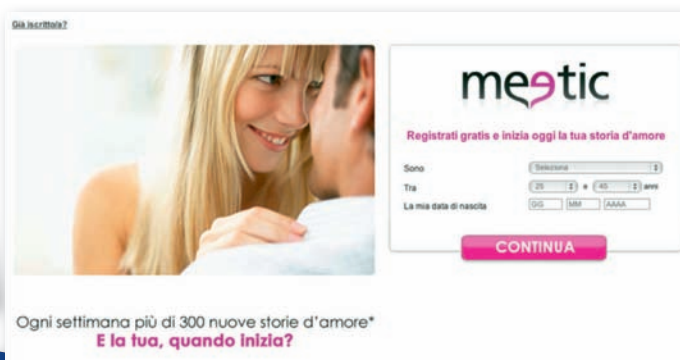 Già iscritto/a?
meetic
Registrati gratis e inizia oggi la tua storia d'amore
Sono Seleziona
Tra 25 e 45 anni
La mia data di nascita GG MM AAAA
CONTINUA
Ogni settimana più di 300 nuove storie d'amore*
E la tua, quando inizia?